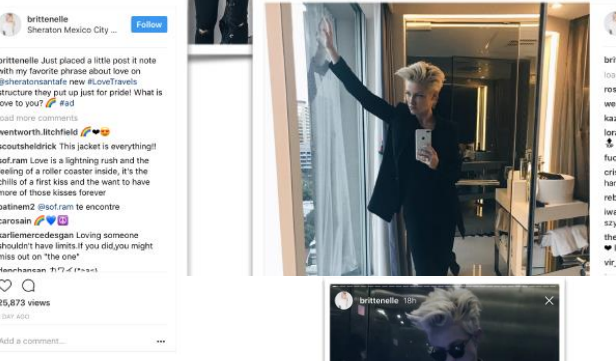 brittenelle
Sheraton Mexico City ...
Follow
brittenelle Just placed a little post it note
with my favorite phrase about love on
@sheratonsantafe new #LoveTravels
structure they put up just for pride! What is
love to you? 🌈 #ad
load more comments
wentworth.litchfield 🌈❤😍
scoutsheldrick This jacket is everything!!
sof.ram Love is a lightning rush and the
feeling of a roller coaster inside, it's the
chills of a first kiss and the want to have
more of those kisses forever
patinem2 @sof.ram te encontre
carosain 🌈💙☮
karliemercedesgan Loving someone
shouldn't have limits.If you did,you might
miss out on "the one"
25,873 views
1 DAY AGO
Add a comment...
brittenelle 18h